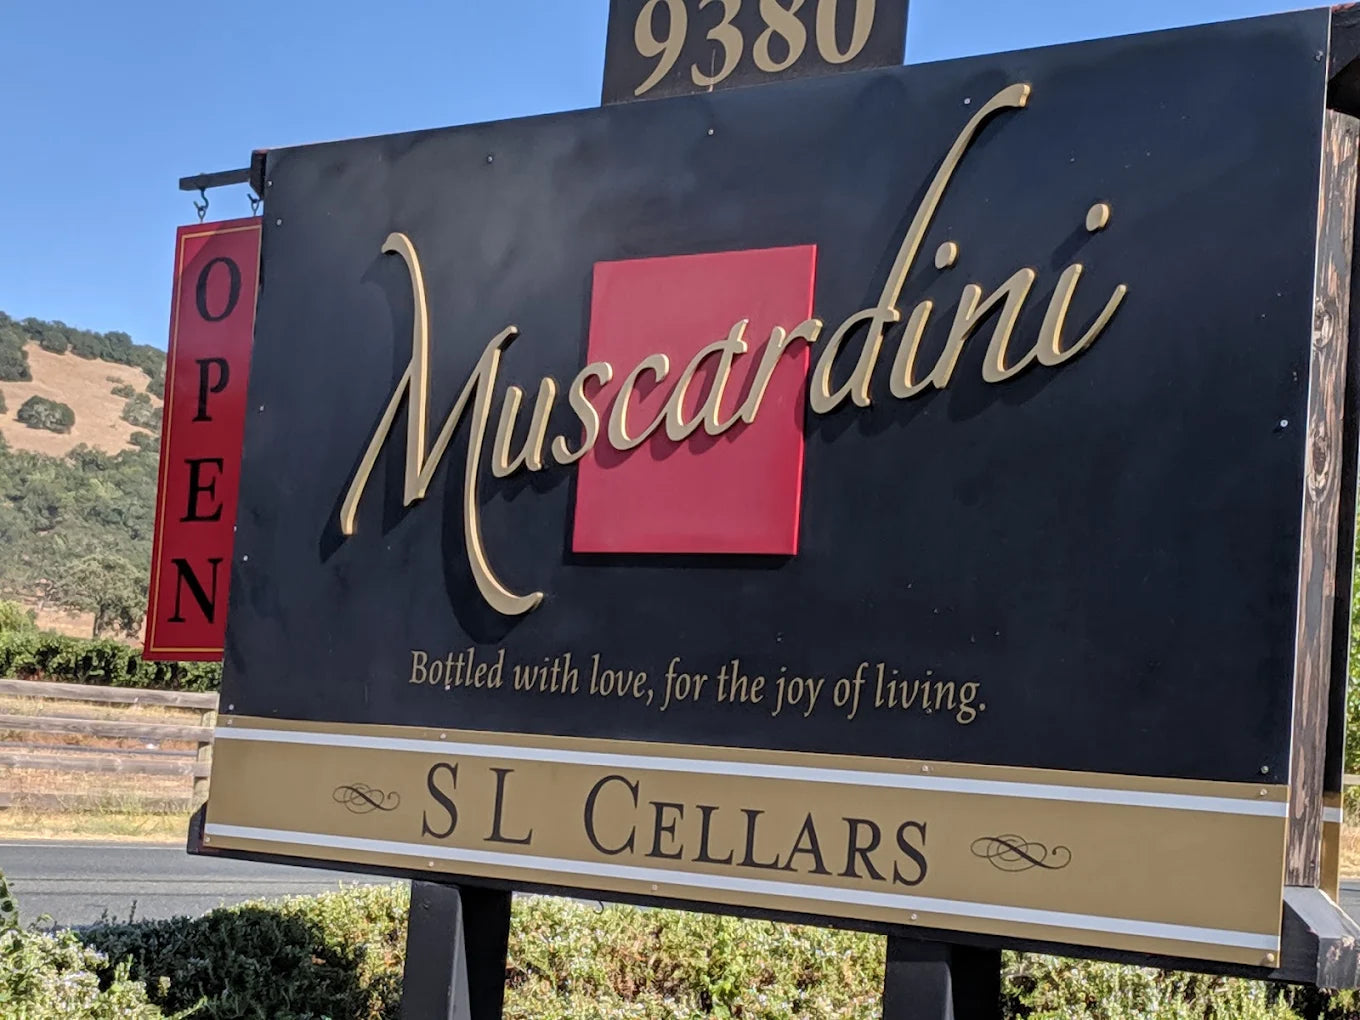 9380
OPEN
Muscardini
Bottled with love, for the joy of living.
S L CELLARS